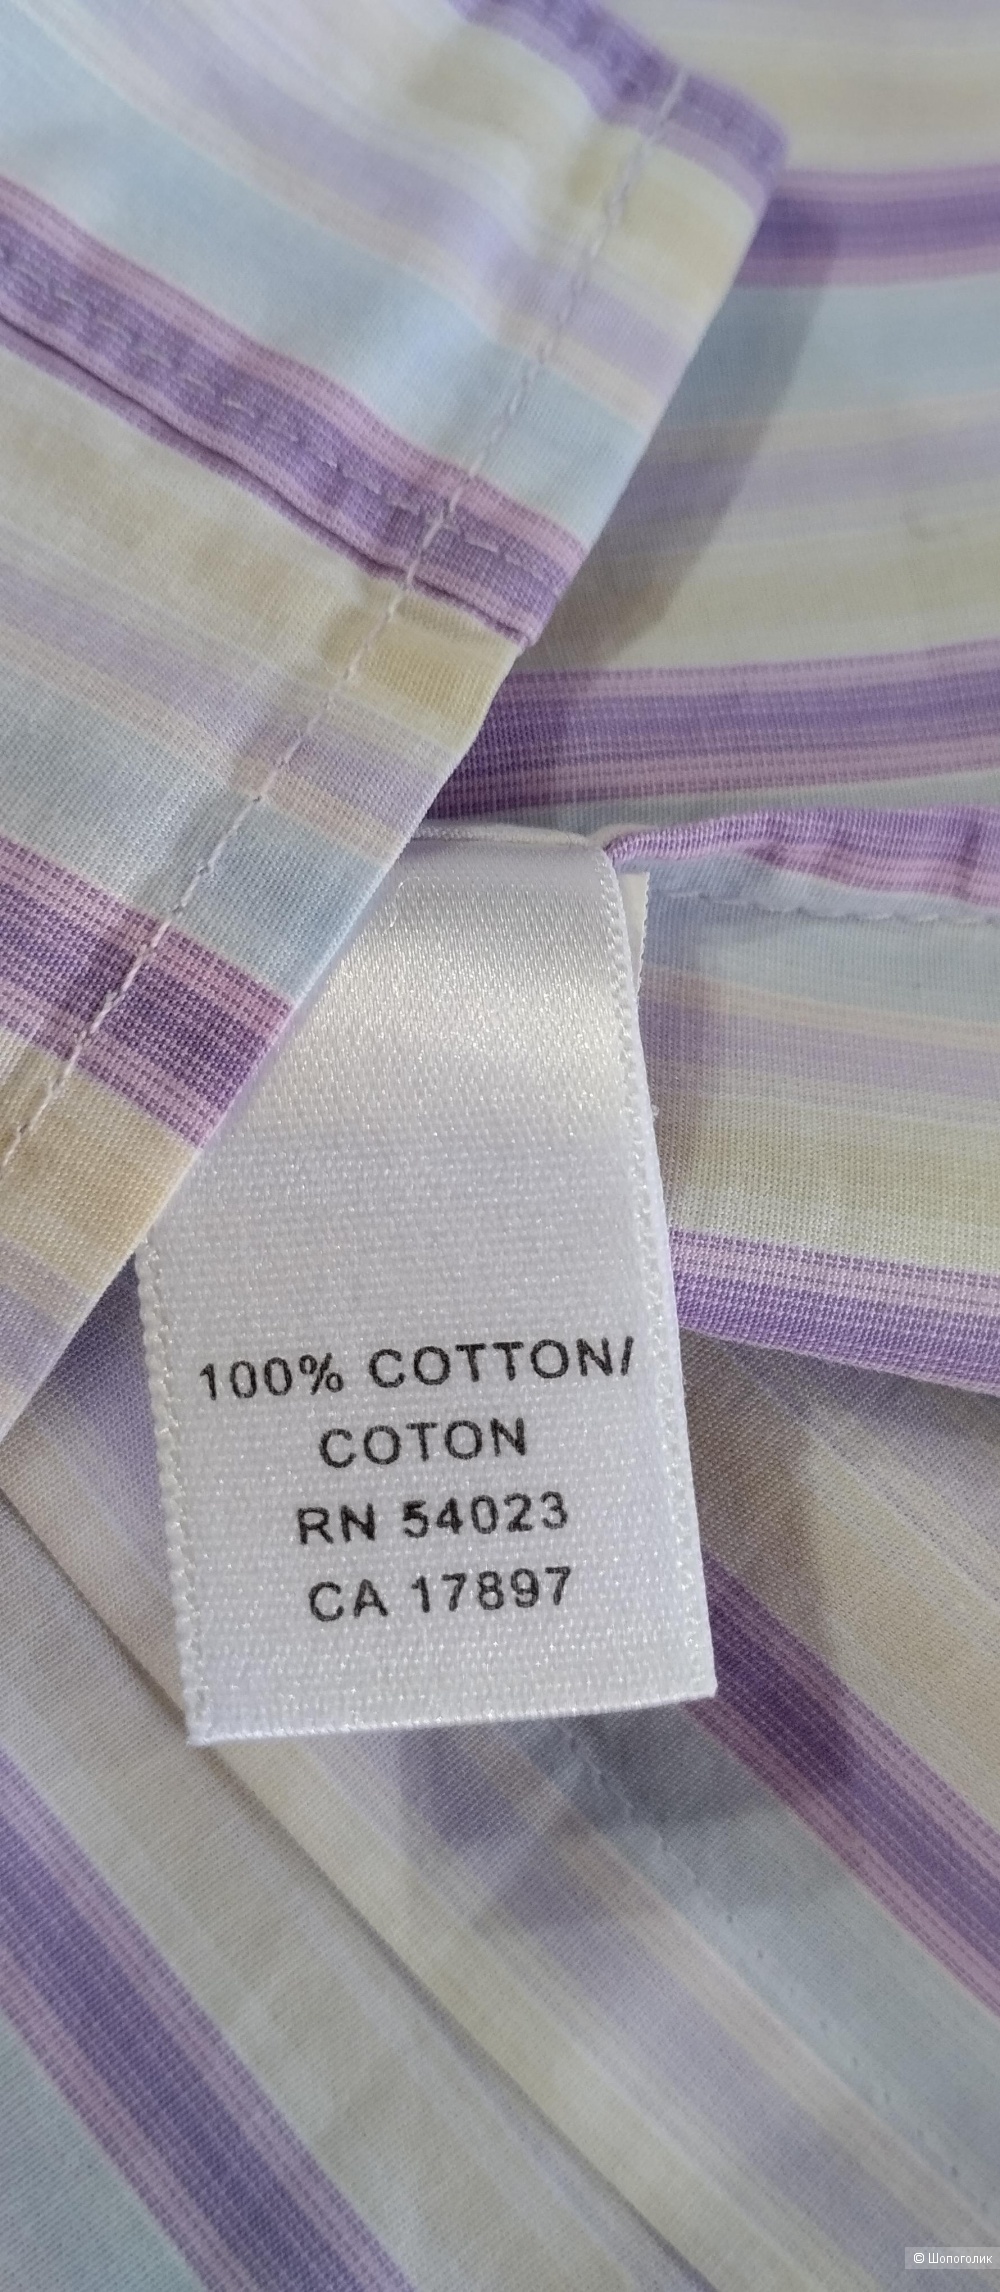 100% COTTON/
COTON
RN 54023
CA 17897
© Шопоголик